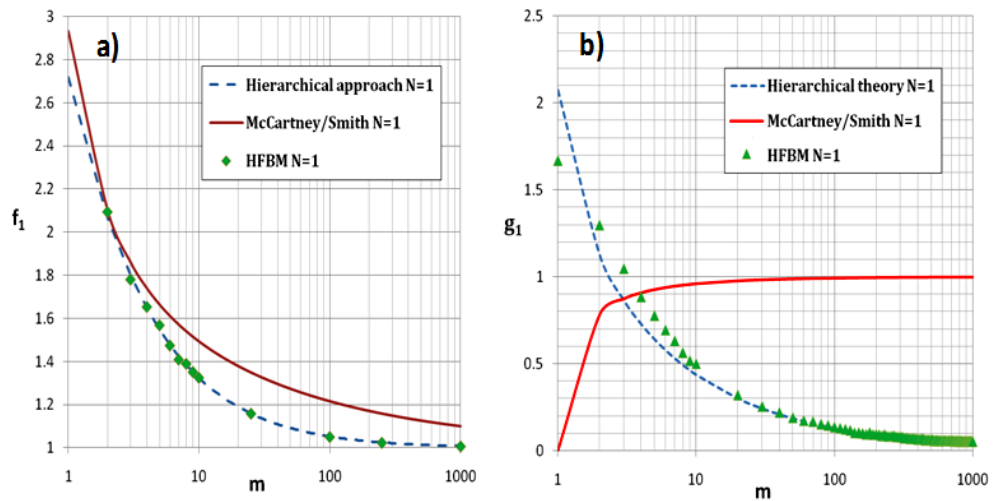 a)
3
2.8
2.6
2.4
2.2
2
1.8
1.6
1.4
1.2
1
f1
Hierarchical approach N=1
McCartney/Smith N=1
HFBM N=1
1 10 100 1000
m
b)
2.5
2
1.5
1
0.5
0
g1
Hierarchical theory N=1
McCartney/Smith N=1
HFBM N=1
1 10 100 1000
m